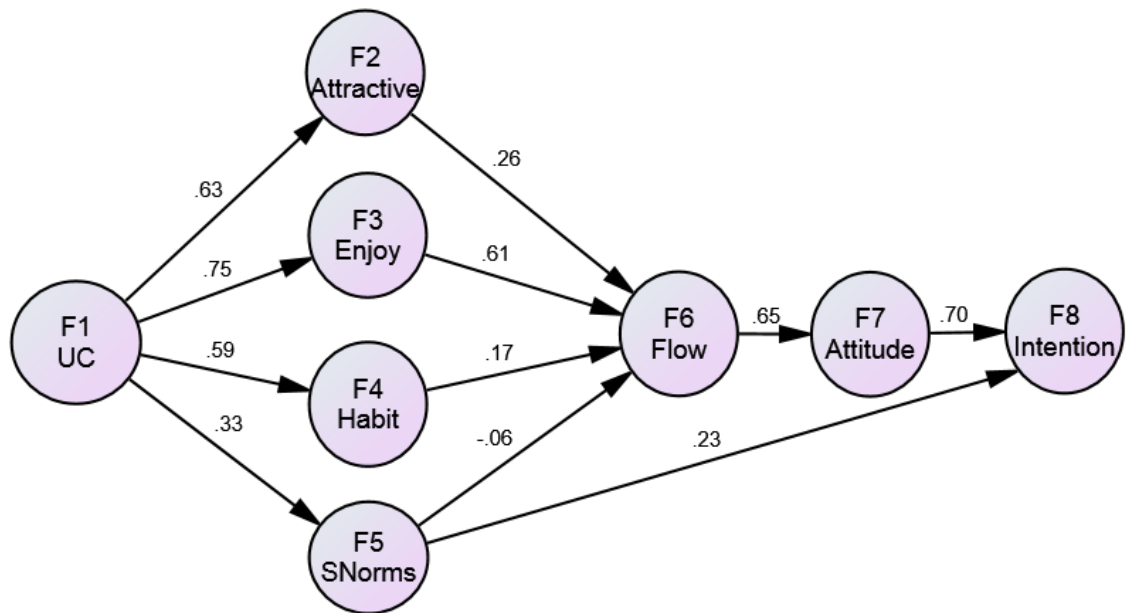 F2
Attractive
.26
.63
F3
Enjoy
.75
.61
F1
UC
F6
Flow
.65
F7
Attitude
.70
F8
Intention
.59
.17
F4
Habit
.33
-.06
.23
F5
SNorms